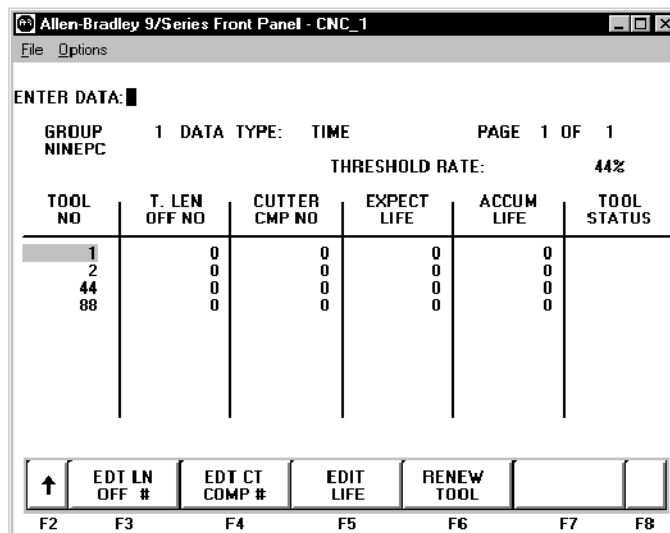 Allen-Bradley 9/Series Front Panel - CNC_1
File Options
ENTER DATA:
GROUP 1 DATA TYPE: TIME PAGE 1 OF 1
NINEPC
THRESHOLD RATE: 44%
TOOL T. LEN CUTTER EXPECT ACCUM TOOL
NO OFF NO CMP NO LIFE LIFE STATUS
1 0 0 0 0
2 0 0 0 0
44 0 0 0 0
88 0 0 0 0
EDT LN EDT CT EDIT RENEW
OFF # COMP # LIFE TOOL
F2 F3 F4 F5 F6 F7 F8